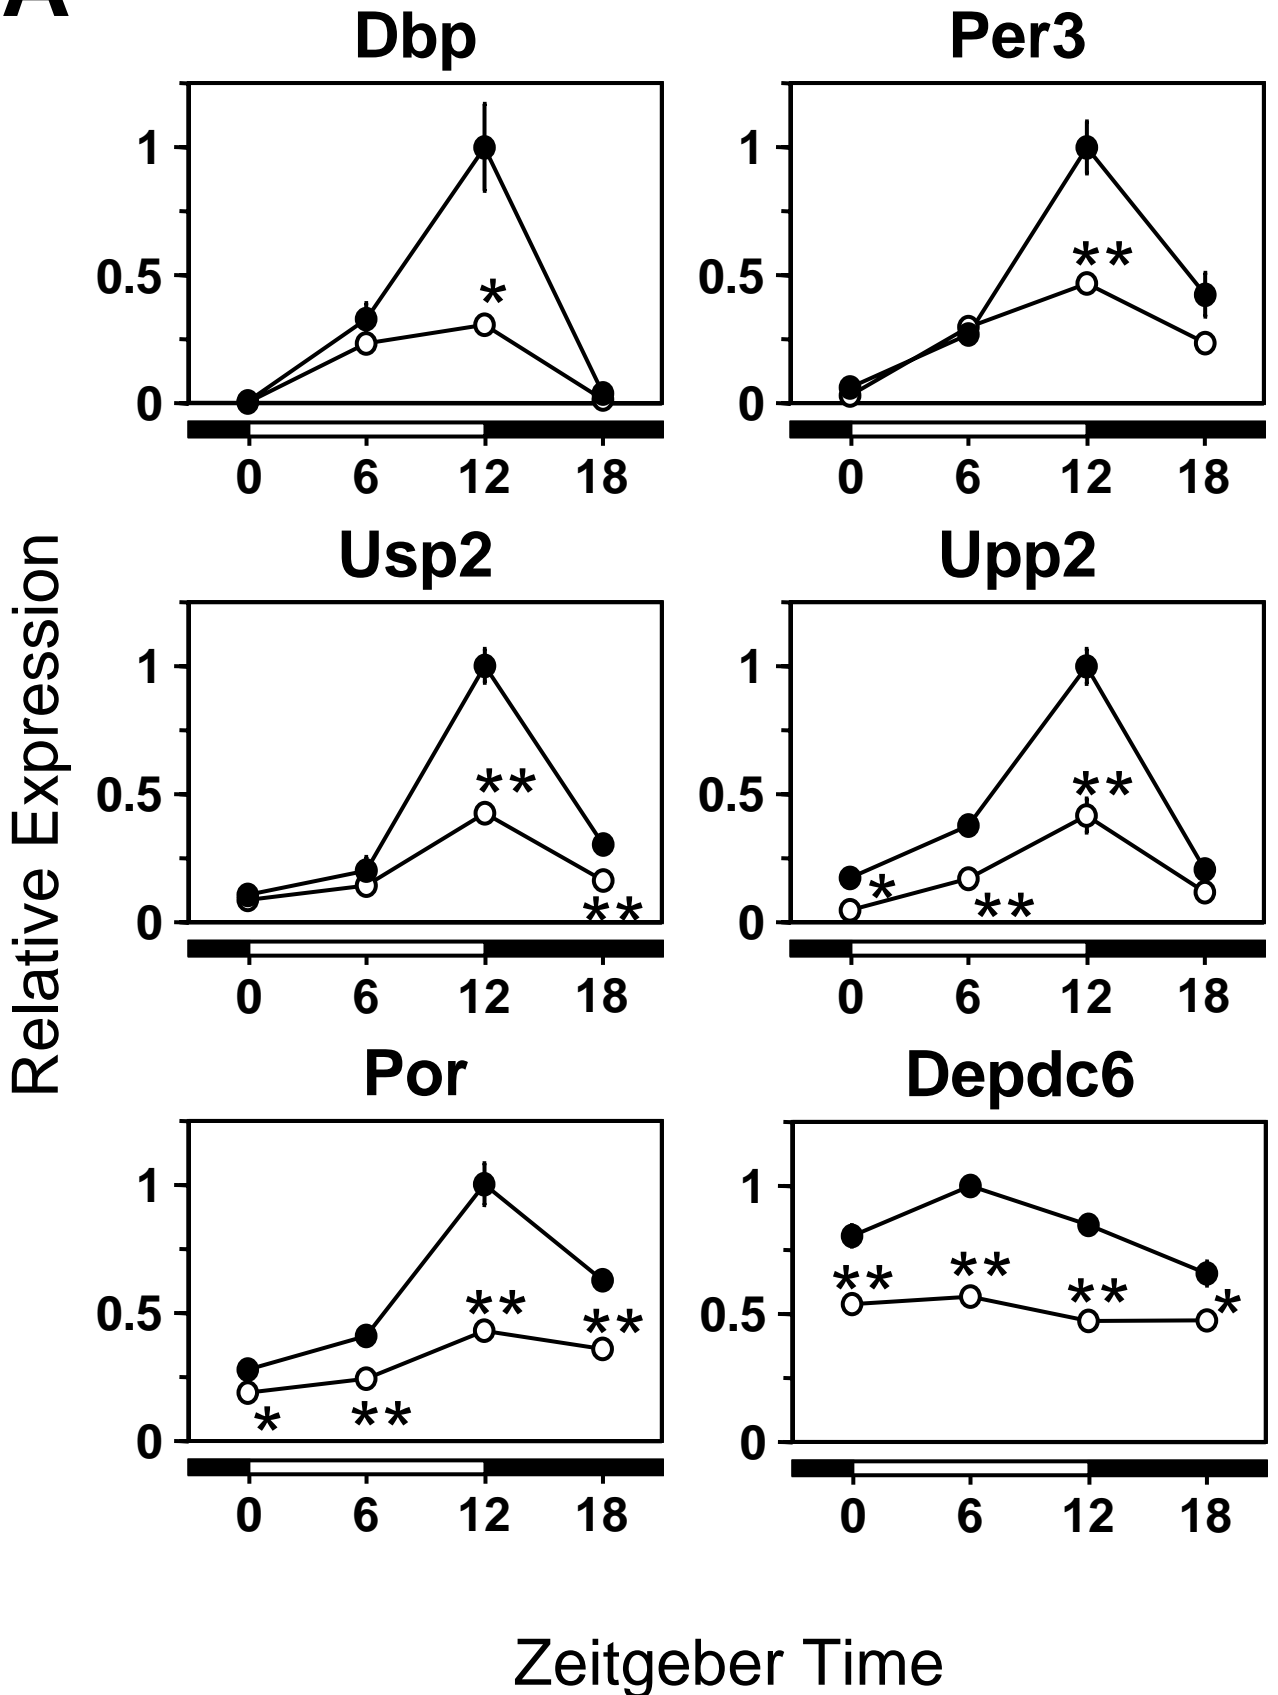 A
Dbp Per3
1 1
0.5 0.5
* **
0 0
0 6 12 18 0 6 12 18
Usp2 Upp2
1 1
** **
0.5 0.5
* **
**
0 0
0 6 12 18 0 6 12 18
Relative Expression
Por Depdc6
1 1
** ** ** *
0.5 0.5
** **
* **
0 0
0 6 12 18 0 6 12 18
Zeitgeber Time